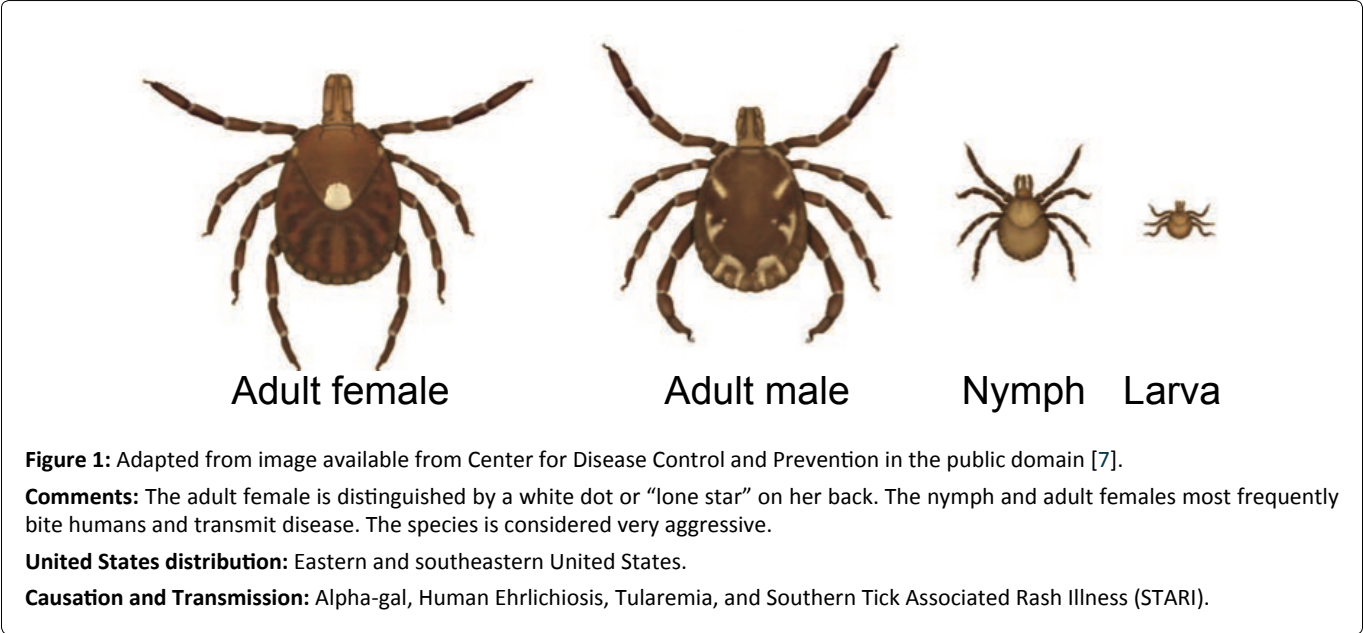 Adult female Adult male Nymph Larva
Figure 1: Adapted from image available from Center for Disease Control and Prevention in the public domain [7].
Comments: The adult female is distinguished by a white dot or “lone star” on her back. The nymph and adult females most frequently
bite humans and transmit disease. The species is considered very aggressive.
United States distribution: Eastern and southeastern United States.
Causation and Transmission: Alpha-gal, Human Ehrlichiosis, Tularemia, and Southern Tick Associated Rash Illness (STARI).